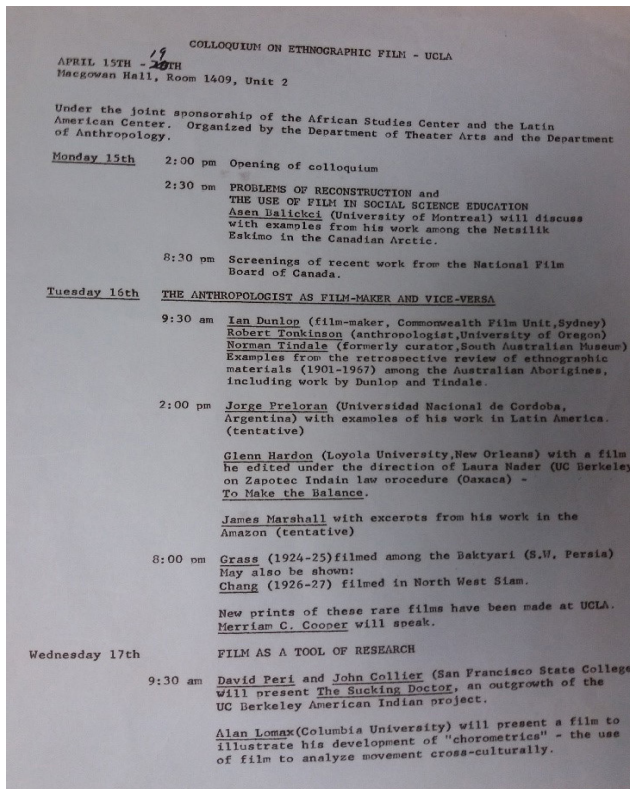 COLLOQUIUM ON ETHNOGRAPHIC FILM - UCLA
19
APRIL 15TH - 20TH
Macgowan Hall, Room 1409, Unit 2
Under the joint sponsorship of the African Studies Center and the Latin
American Center. Organized by the Department of Theater Arts and the Department
of Anthropology.
Monday 15th 2:00 pm Opening of colloquium
2:30 pm PROBLEMS OF RECONSTRUCTION and
THE USE OF FILM IN SOCIAL SCIENCE EDUCATION
Asen Balickci (University of Montreal) will discuss
with examples from his work among the Netsilik
Eskimo in the Canadian Arctic.
8:30 pm Screenings of recent work from the National Film
Board of Canada.
Tuesday 16th THE ANTHROPOLOGIST AS FILM-MAKER AND VICE-VERSA
9:30 am Ian Dunlop (film-maker, Commonwealth Film Unit,Sydney)
Robert Tonkinson (anthropologist,University of Oregon)
Norman Tindale (formerly curator,South Australian Museum)
Examples from the retrospective review of ethnographic
materials (1901-1967) among the Australian Aborigines,
including work by Dunlop and Tindale.
2:00 pm Jorge Preloran (Universidad Nacional de Cordoba,
Argentina) with examples of his work in Latin America.
(tentative)
Glenn Hardon (Loyola University,New Orleans) with a film
he edited under the direction of Laura Nader (UC Berkeley
on Zapotec Indain law procedure (Oaxaca) -
To Make the Balance.
James Marshall with excerpts from his work in the
Amazon (tentative)
8:00 pm Grass (1924-25)filmed among the Baktyari (S.W. Persia)
May also be shown:
Chang (1926-27) filmed in North West Siam.
New prints of these rare films have been made at UCLA.
Merriam C. Cooper will speak.
Wednesday 17th FILM AS A TOOL OF RESEARCH
9:30 am David Peri and John Collier (San Francisco State College
will present The Sucking Doctor, an outgrowth of the
UC Berkeley American Indian project.
Alan Lomax(Columbia University) will present a film to
illustrate his development of "chorometrics" - the use
of film to analyze movement cross-culturally.